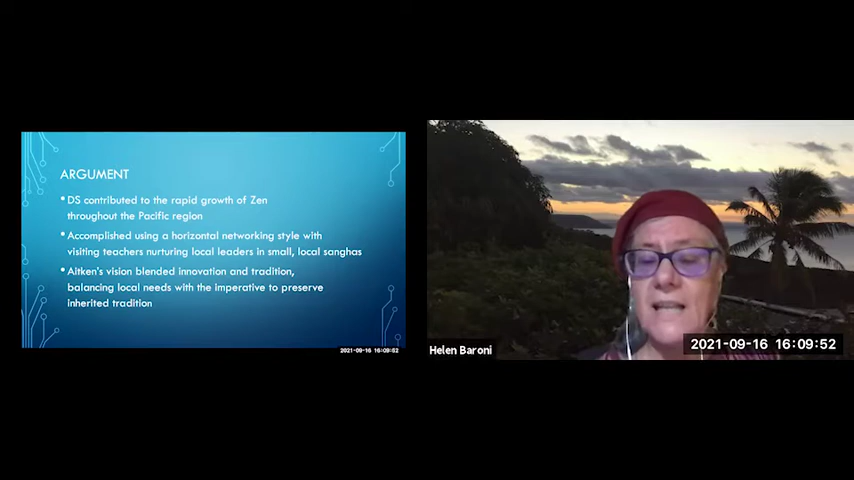 ARGUMENT
• DS contributed to the rapid growth of Zen
throughout the Pacific region
• Accomplished using a horizontal networking style with
visiting teachers nurturing local leaders in small, local sanghas
• Aitken's vision blended innovation and tradition,
balancing local needs with the imperative to preserve
inherited tradition
2021-09-16 16:09:52
Helen Baroni
2021-09-16 16:09:52